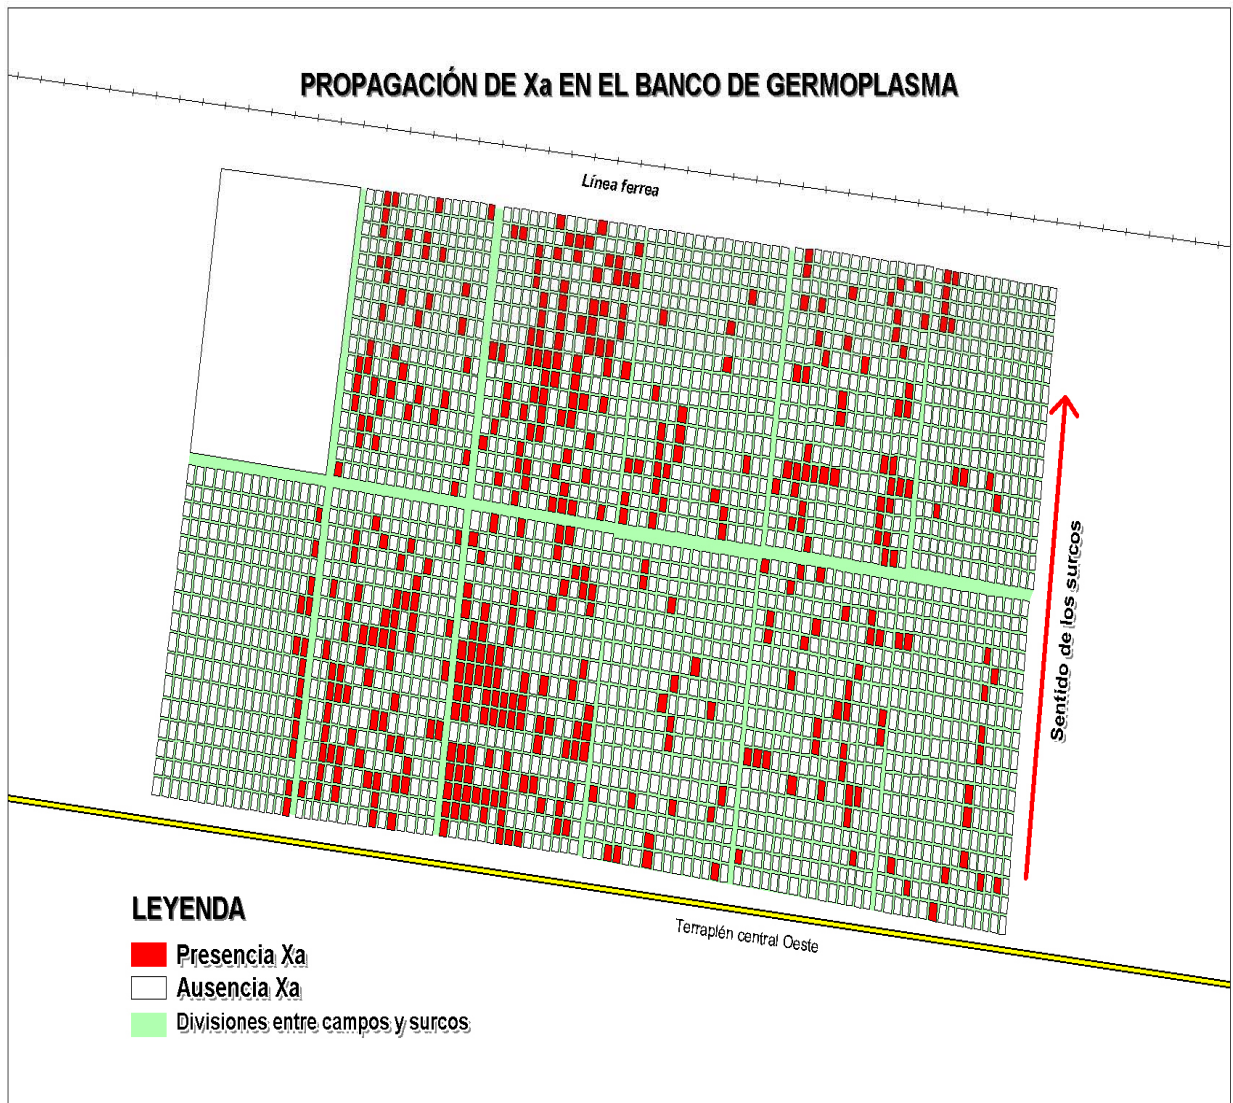 PROPAGACIÓN DE Xa EN EL BANCO DE GERMOPLASMA
Línea ferrea
Sentido de los surcos
Terraplén central Oeste
LEYENDA
Presencia Xa
Ausencia Xa
Divisiones entre campos y surcos